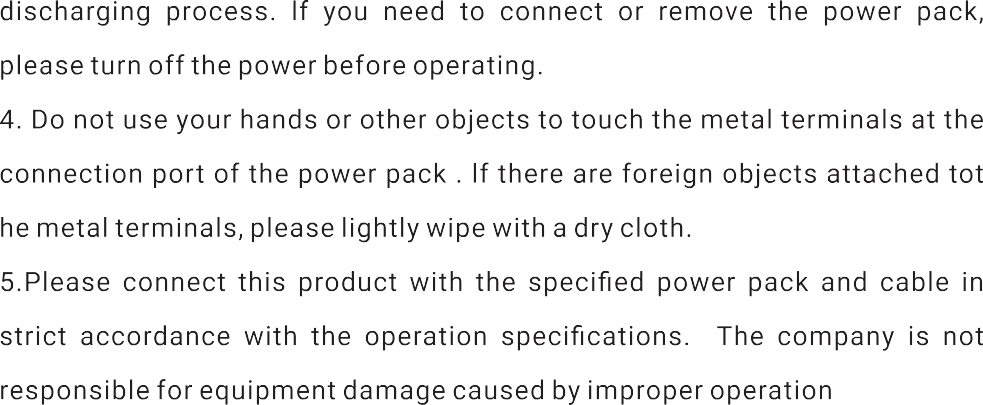 discharging process. If you need to connect or remove the power pack,
please turn off the power before operating.
4. Do not use your hands or other objects to touch the metal terminals at the
connection port of the power pack . If there are foreign objects attached tot
he metal terminals, please lightly wipe with a dry cloth.
5.Please connect this product with the specified power pack and cable in
strict accordance with the operation specifications.  The company is not
responsible for equipment damage caused by improper operation